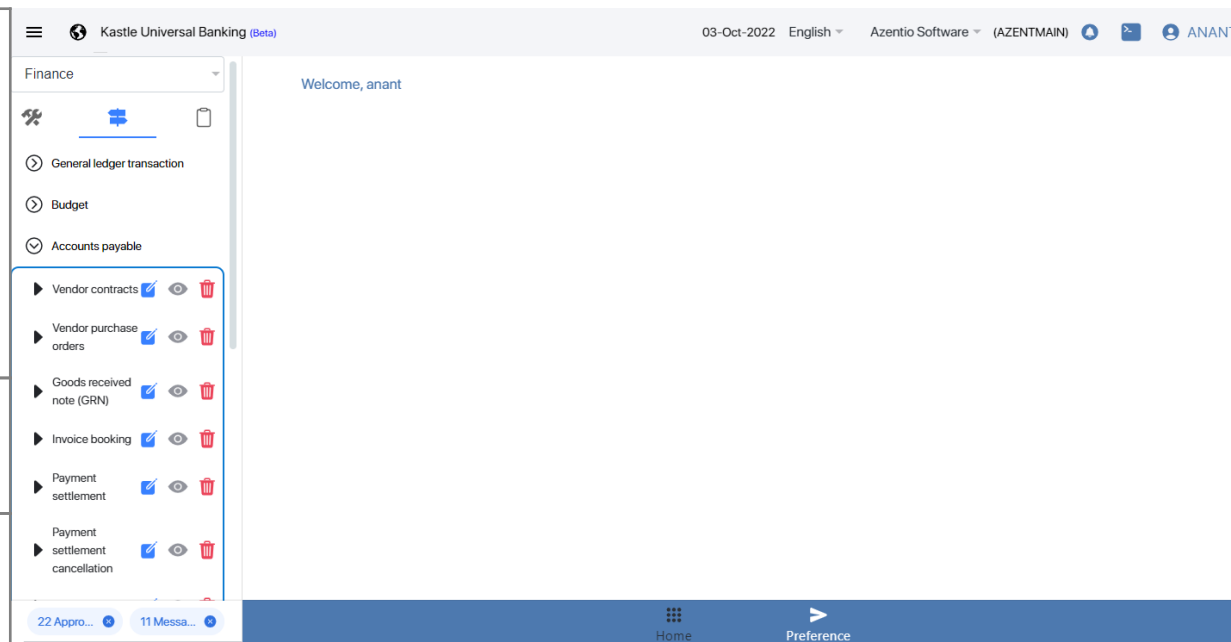 Kastle Universal Banking (Beta)
03-Oct-2022 English Azentio Software (AZENTMAIN) ANANT
Finance
Welcome, anant
General ledger transaction
Budget
Accounts payable
Vendor contracts
Vendor purchase
orders
Goods received
note (GRN)
Invoice booking
Payment
settlement
Payment
settlement
cancellation
22 Appro...
11 Messa...
Home
Preference